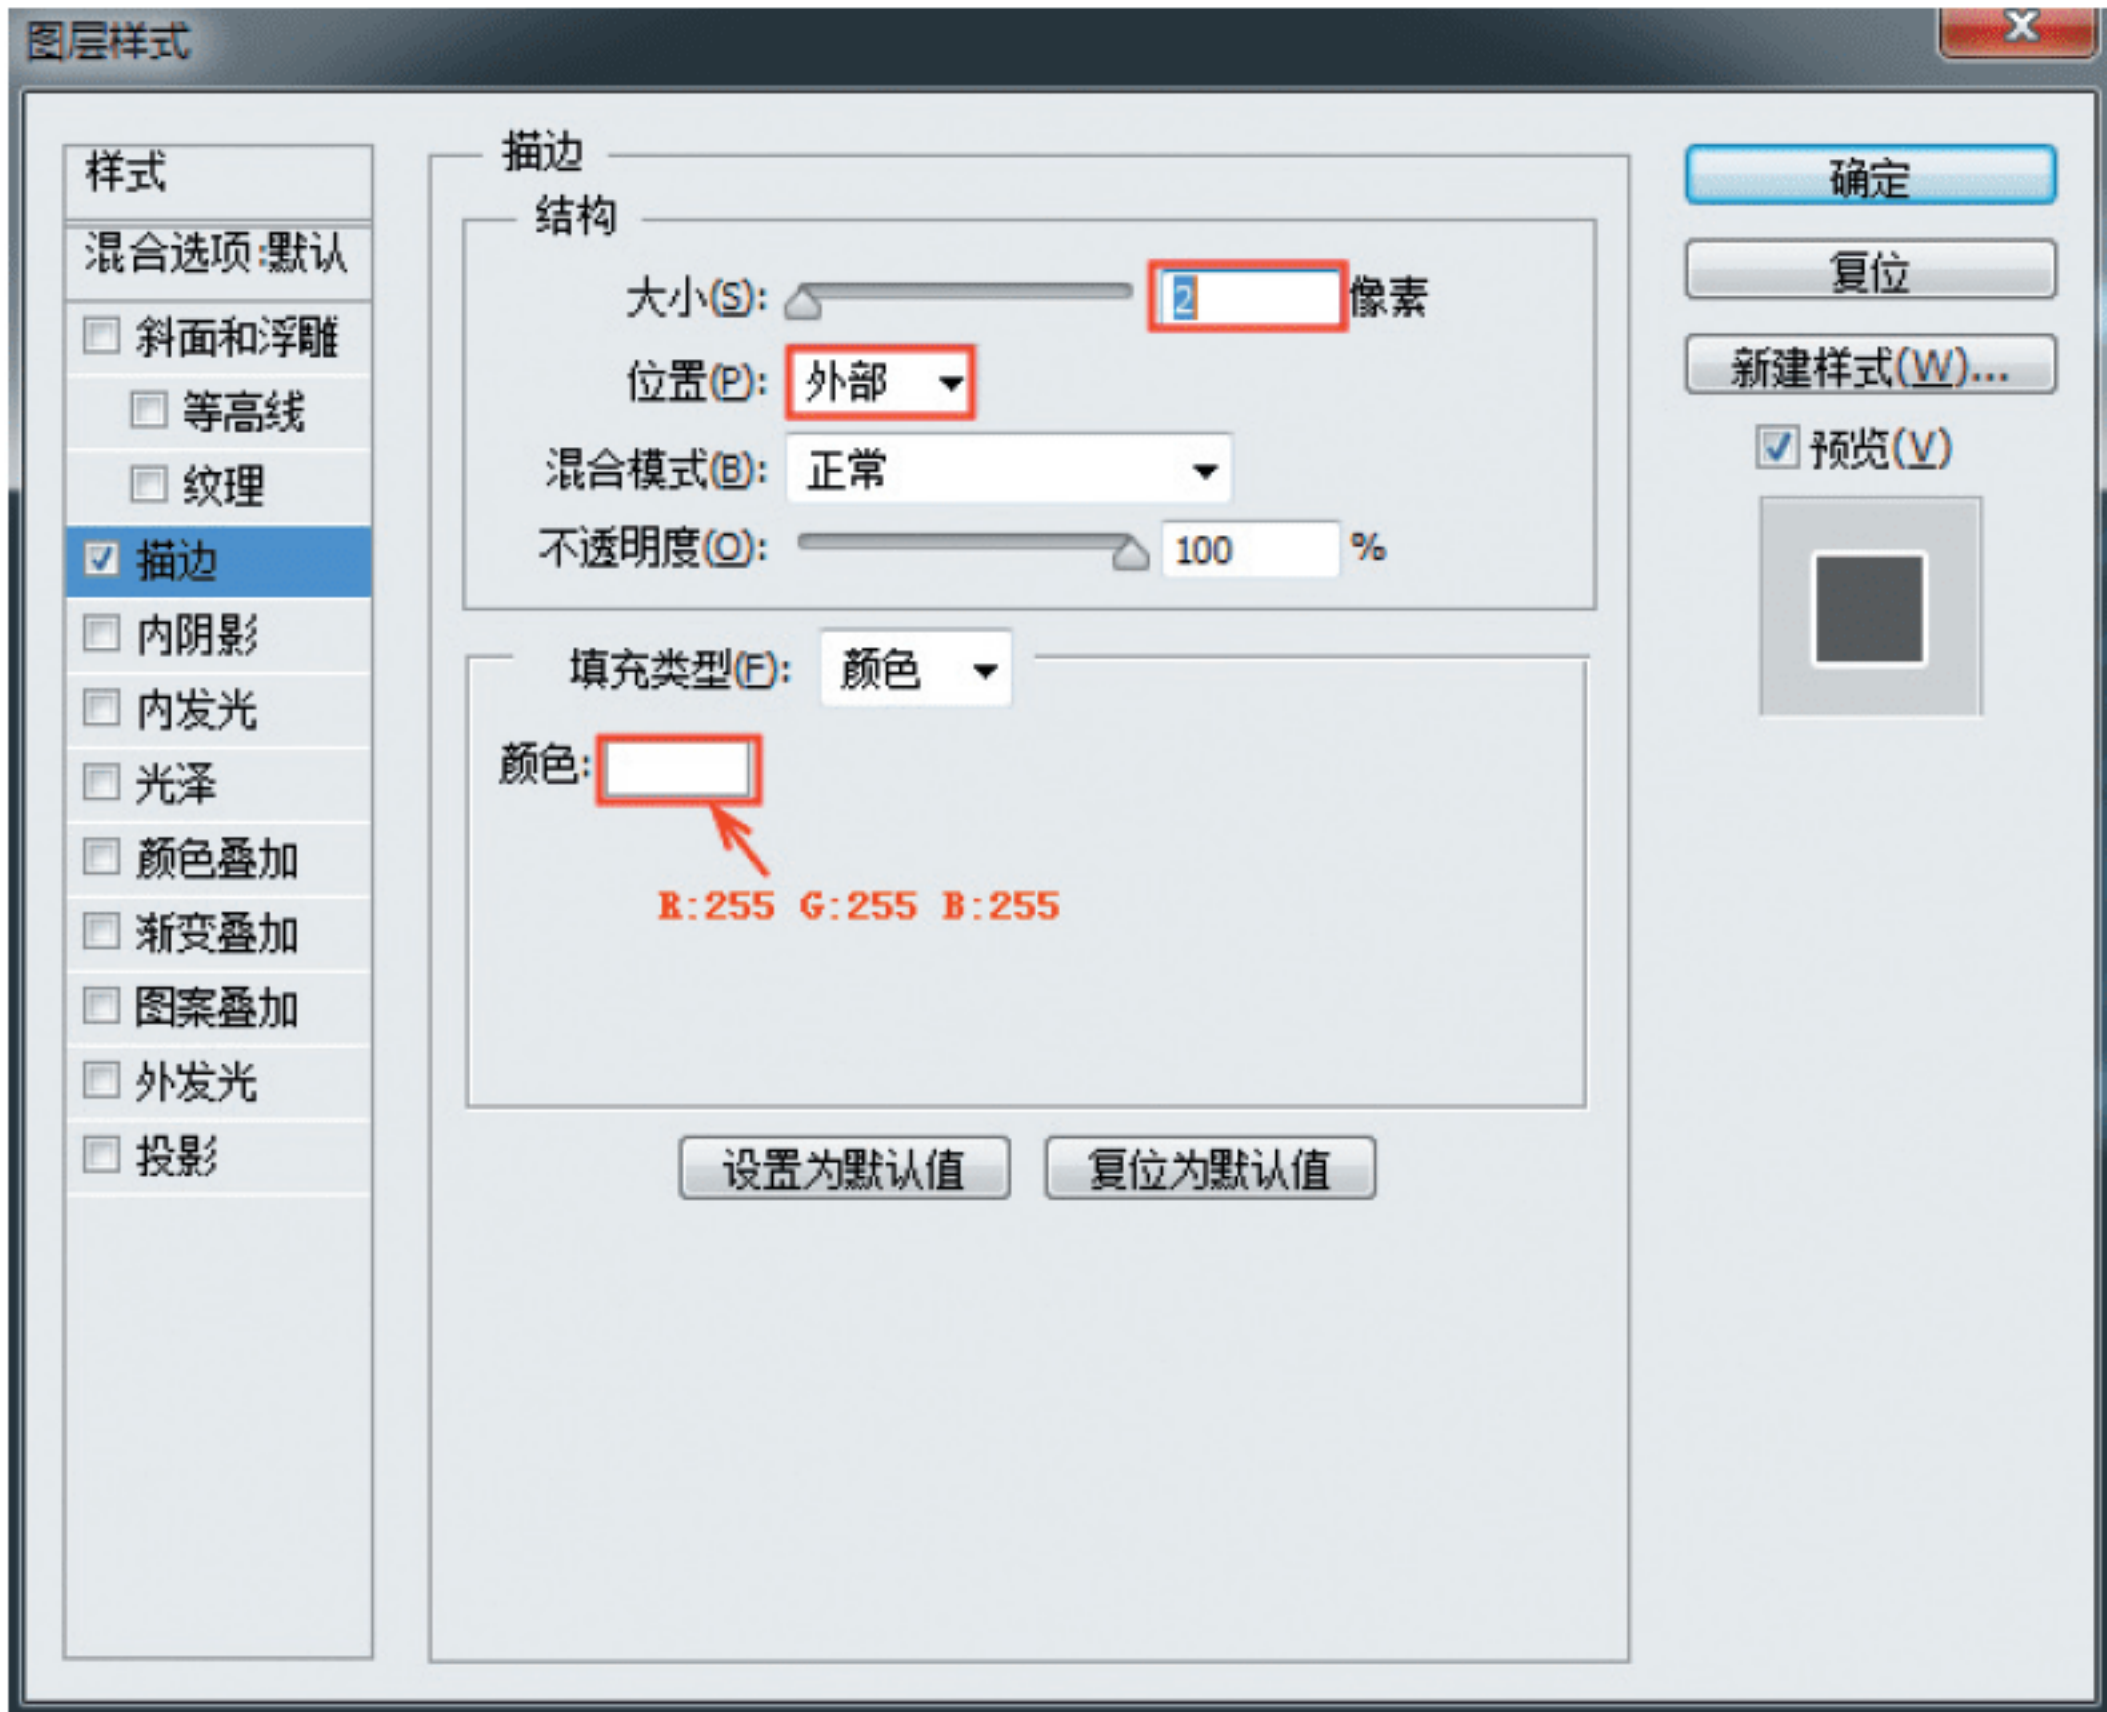 图层样式
样式
混合选项:默认
斜面和浮雕
等高线
纹理
描边
内阴影
内发光
光泽
颜色叠加
渐变叠加
图案叠加
外发光
投影
描边
结构
大小(S): 2 像素
位置(P): 外部
混合模式(B): 正常
不透明度(O): 100 %
填充类型(F): 颜色
颜色:
R:255 G:255 B:255
设置为默认值 复位为默认值
确定
复位
新建样式(W)...
预览(V)